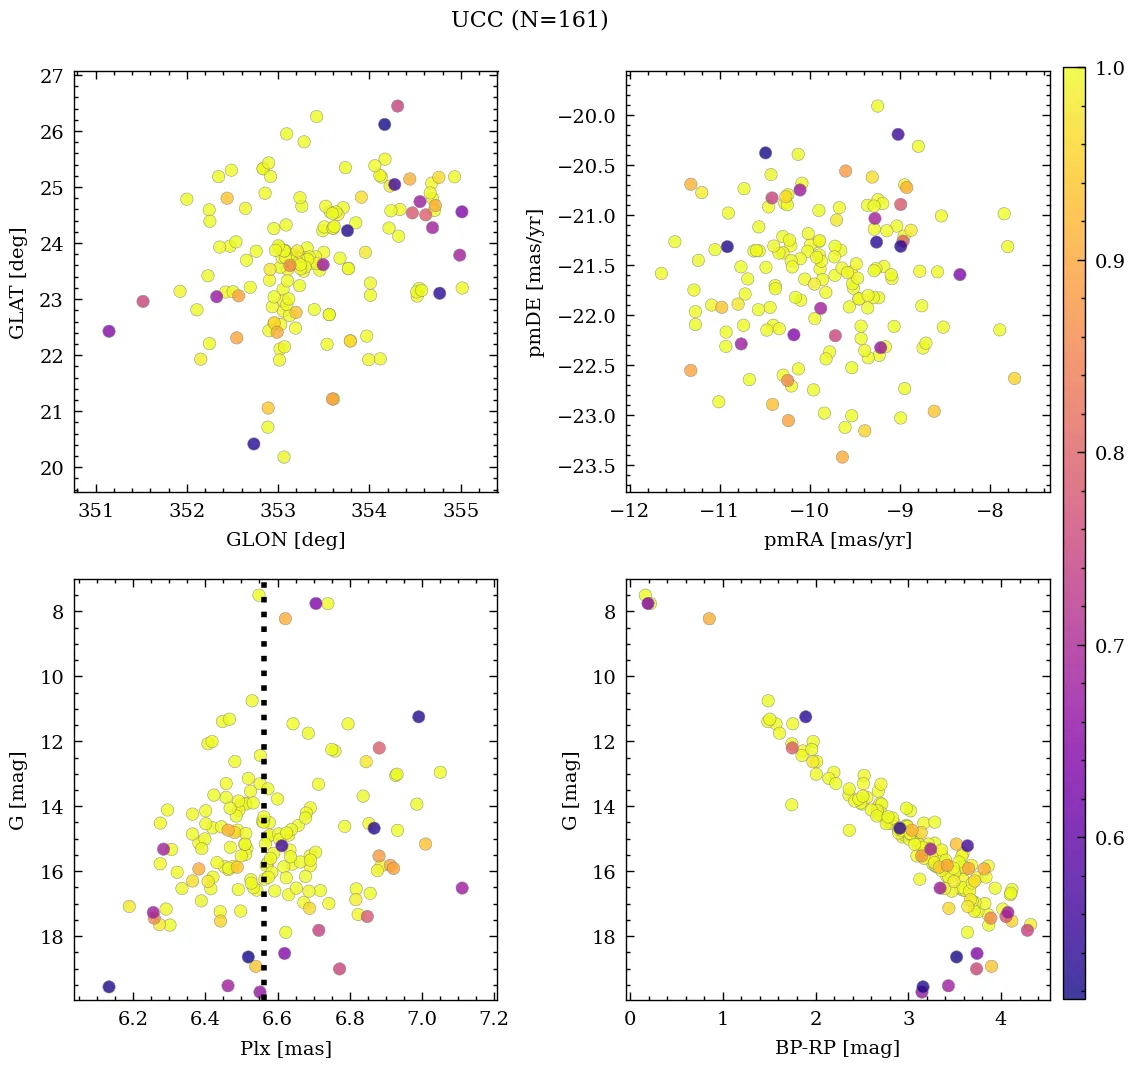 UCC (N=161)
27
26
25
24
23
22
21
20
GLAT [deg]
351 352 353 354 355
GLON [deg]
−20.0
−20.5
−21.0
−21.5
−22.0
−22.5
−23.0
−23.5
pmDE [mas/yr]
−12 −11 −10 −9 −8
pmRA [mas/yr]
1.0
0.9
0.8
0.7
0.6
8
10
12
14
16
18
G [mag]
6.2 6.4 6.6 6.8 7.0 7.2
Plx [mas]
8
10
12
14
16
18
G [mag]
0 1 2 3 4
BP-RP [mag]